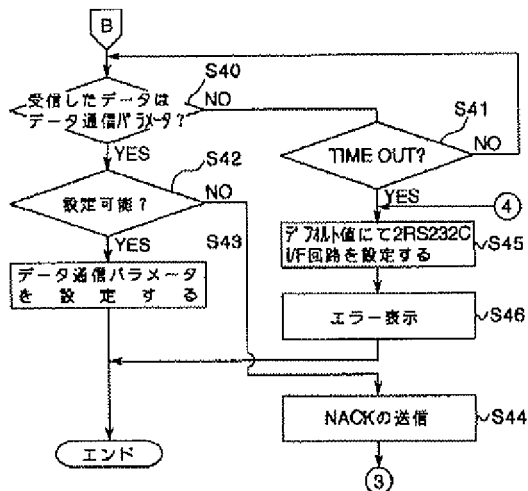 B
受信したデータは
データ通信パラメータ?
S40
NO
YES
TIME OUT?
S41
NO
YES
④
設定可能?
S42
NO
YES
S43
データ通信パラメータ
を設定する
デフォルト値にて2RS232C
I/F回路を設定する
S45
エラー表示
S46
NACKの送信
S44
③
エンド